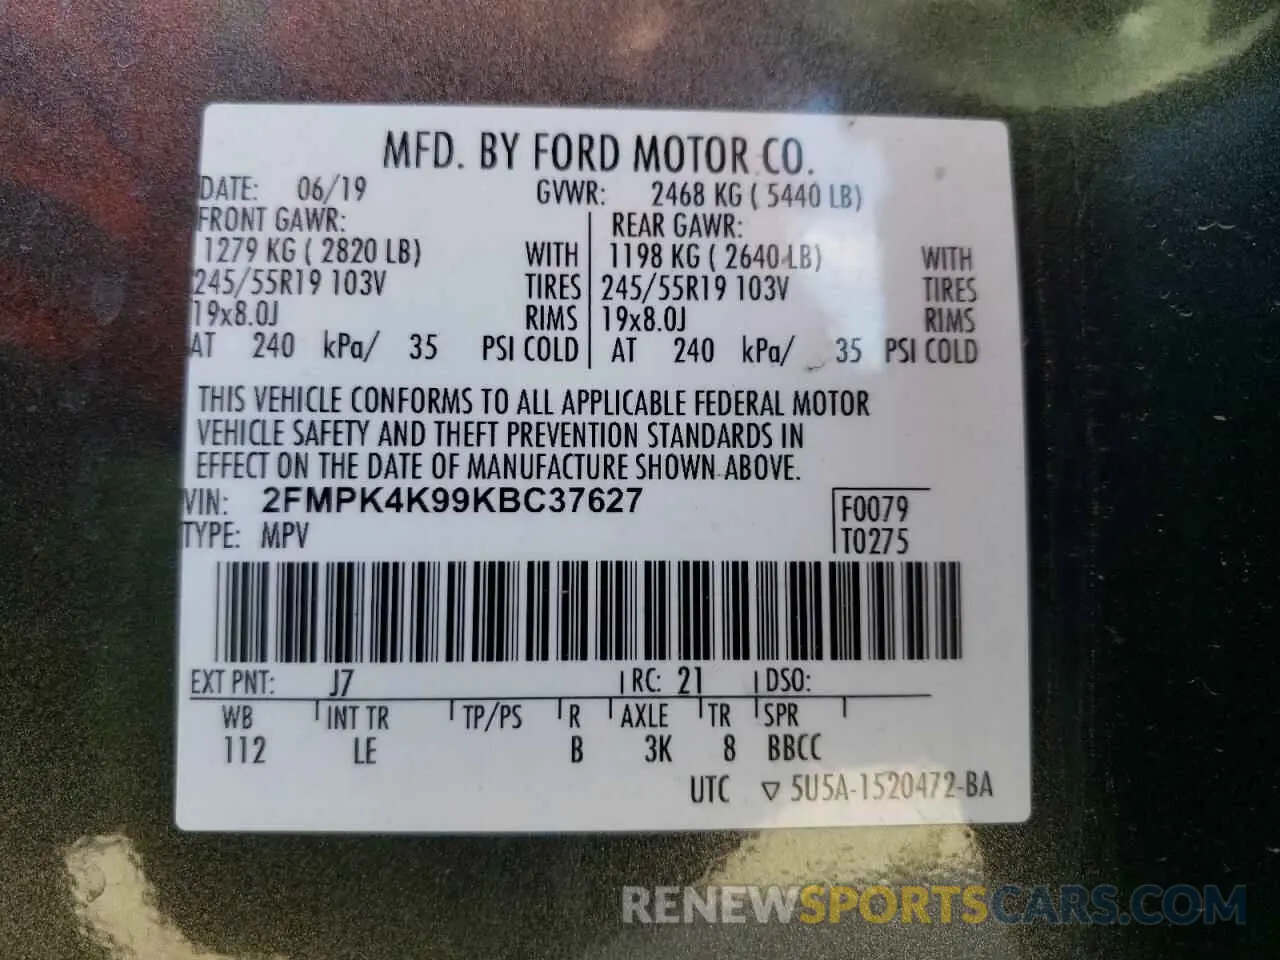 MFD. BY FORD MOTOR CO.
DATE: 06/19 GVWR: 2468 KG ( 5440 LB)
FRONT GAWR: REAR GAWR:
1279 KG ( 2820 LB) WITH 1198 KG ( 2640 LB) WITH
245/55R19 103V TIRES 245/55R19 103V TIRES
19x8.0J RIMS 19x8.0J RIMS
AT 240 kPa/ 35 PSI COLD AT 240 kPa/ 35 PSI COLD
THIS VEHICLE CONFORMS TO ALL APPLICABLE FEDERAL MOTOR
VEHICLE SAFETY AND THEFT PREVENTION STANDARDS IN
EFFECT ON THE DATE OF MANUFACTURE SHOWN ABOVE.
VIN: 2FMPK4K99KBC37627 F0079
TYPE: MPV T0275
EXT PNT: J7 RC: 21 DSO:
WB INT TR TP/PS R AXLE TR SPR
112 LE B 3K 8 BBCC
UTC ▽ 5U5A-1520472-BA
RENEWSPORTSCARS.COM